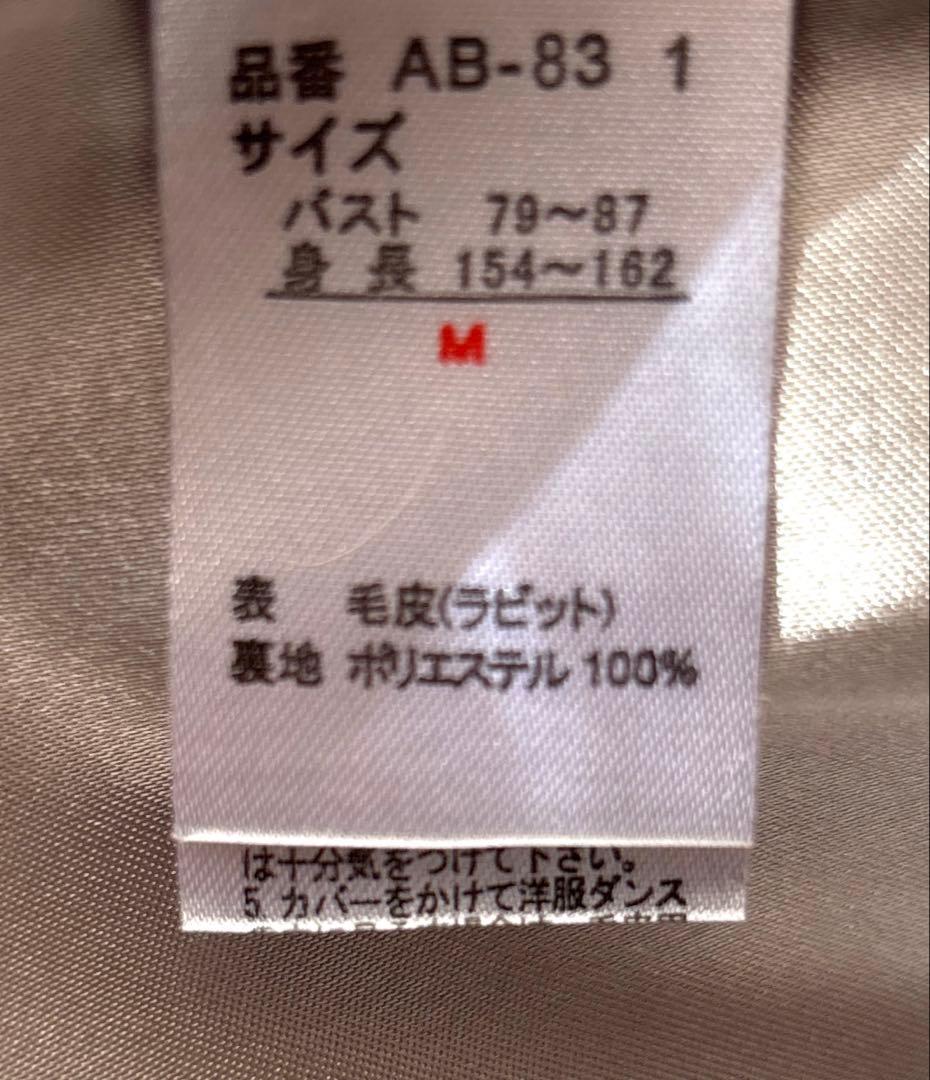 品番 AB-83 1
サイズ
バスト 79～87
身長 154～162
M
表 毛皮(ラビット)
裏地 ポリエステル 100%
は十分気をつけて下さい。
5 カバーをかけて洋服ダンス